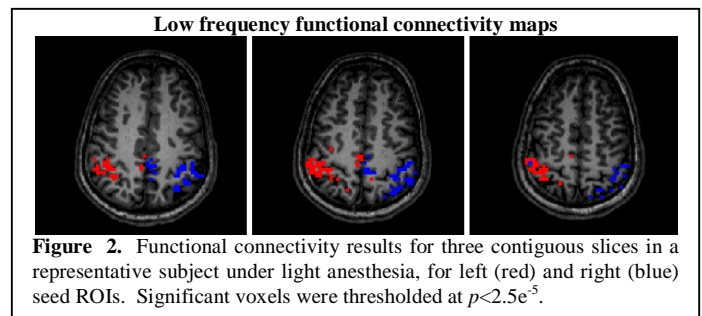 Low frequency functional connectivity maps
Figure 2. Functional connectivity results for three contiguous slices in a
representative subject under light anesthesia, for left (red) and right (blue)
seed ROIs. Significant voxels were thresholded at p<2.5e-5.